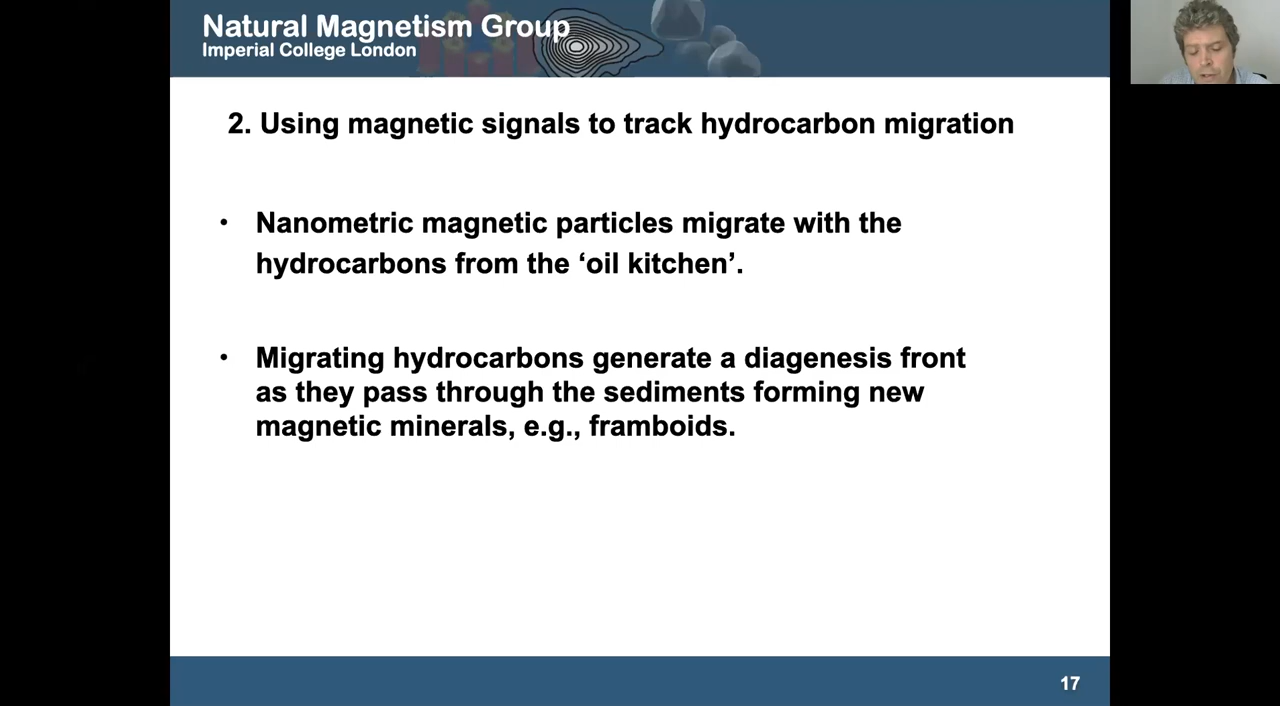 Natural Magnetism Group
Imperial College London
2. Using magnetic signals to track hydrocarbon migration
• Nanometric magnetic particles migrate with the
hydrocarbons from the ‘oil kitchen’.
• Migrating hydrocarbons generate a diagenesis front
as they pass through the sediments forming new
magnetic minerals, e.g., framboids.
17